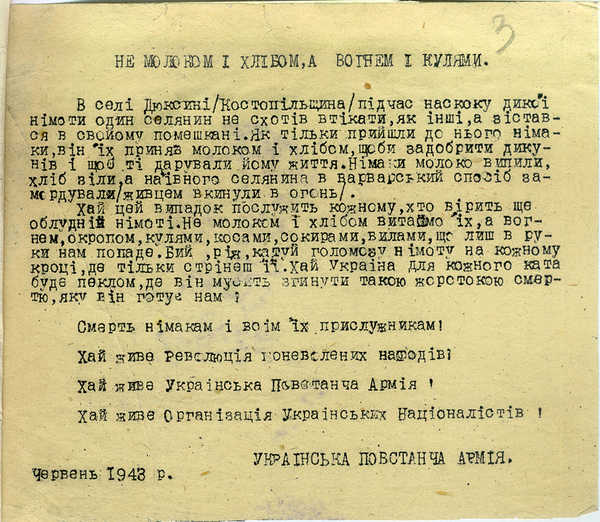 3
НЕ МОЛОКОМ І ХЛІБОМ,А ВОГНЕМ І КУЛЯМИ.
В селі Дюксині/Костопільщина/підчас наскоку дикої
німоти один селянин не схотів втікати,як інші,а зістав-
ся в свойому помешкані.Як тільки прийшли до нього німа-
ки,він їх приняв молоком і хлібом,щоби задобрити дику-
нів і щоб ті дарували йому життя.Німаки молоко випили,
хліб зіли,а наївного селянина в варварський спосіб за-
мордували/живцем вкинули в огонь/.
Хай цей випадок послужить кожному,хто вірить ще
облудній німоті.Не молоком і хлібом витаймо їх,а вог-
нем,окропом,кулями,косами,сокирами,вилами,що лиш в ру-
ки нам попаде.Бий ,ріж,катуй голомозу німоту на кожному
кроці,де тільки стрінеш її.Хай Україна для кожного ката
буде пеклом,де він мусить згинути такою жорстокою смер-
тю,яку він готує нам !
Смерть німакам і всім їх прислужникам!
Хай живе Революція поневолених народів!
Хай живе Українська Повстанча Армія !
Хай живе Організація Українських Націоналістів !
УКРАЇНСЬКА ПОВСТАНЧА АРМІЯ.
Червень 1943 р.